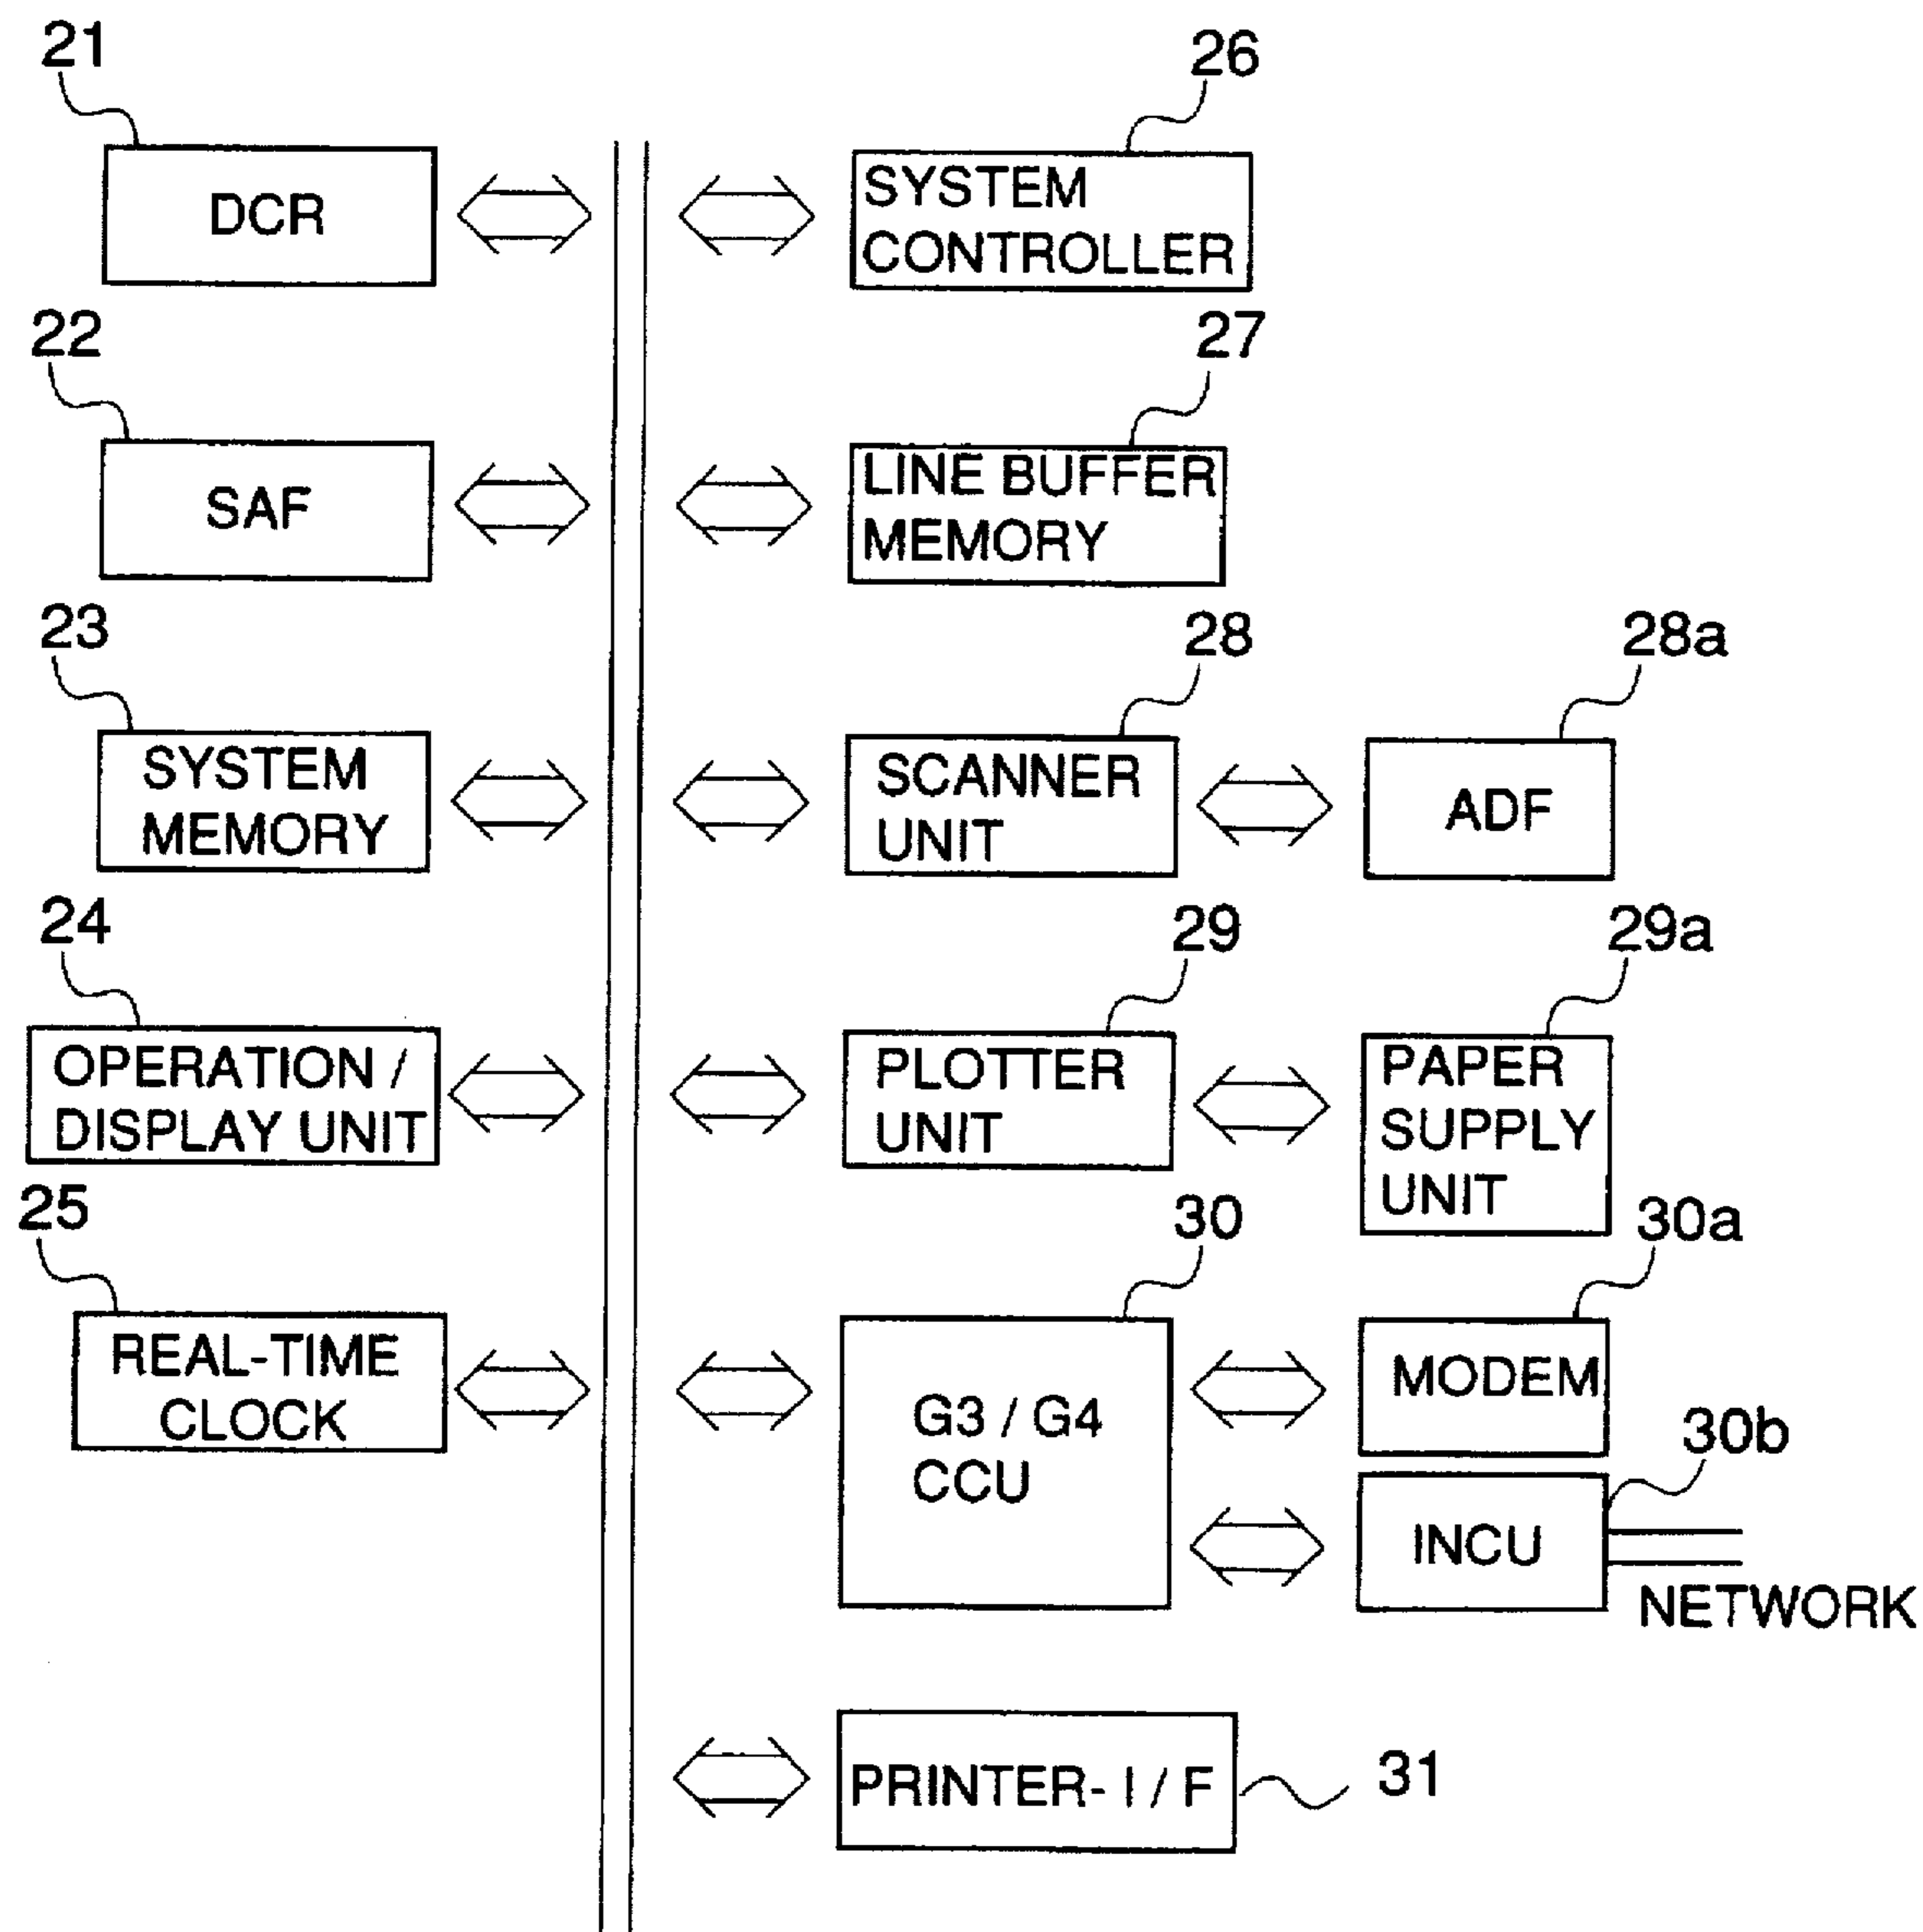 21
26
DCR
SYSTEM
CONTROLLER
22
27
SAF
LINE BUFFER
MEMORY
23
28
28a
SYSTEM
MEMORY
SCANNER
UNIT
ADF
24
29
29a
OPERATION /
DISPLAY UNIT
PLOTTER
UNIT
PAPER
SUPPLY
UNIT
25
30
30a
REAL-TIME
CLOCK
G3 / G4
CCU
MODEM
30b
INCU
NETWORK
PRINTER- I / F
31